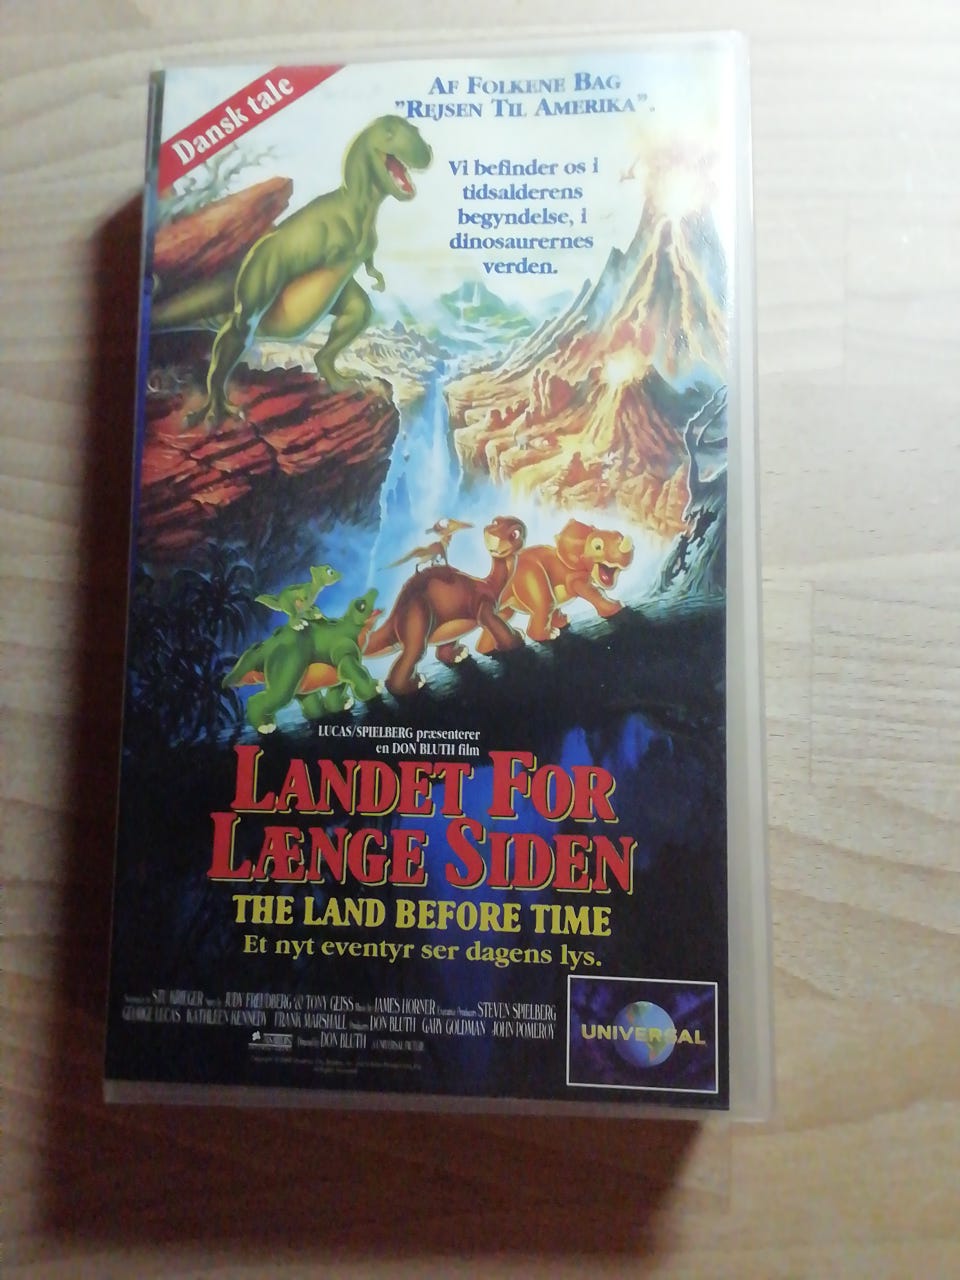 Dansk tale
AF FOLKENE BAG
"REJSEN TIL AMERIKA".
Vi befinder os i
tidsalderens
begyndelse, i
dinosaurernes
verden.
LUCAS/SPIELBERG præsenterer
en DON BLUTH film
LANDET FOR
LÆNGE SIDEN
THE LAND BEFORE TIME
Et nyt eventyr ser dagens lys.
STU KRIEGER JUDY FREUDBERG & TONY GEISS JAMES HORNER STEVEN SPIELBERG
GEORGE LUCAS KATHLEEN KENNEDY FRANK MARSHALL DON BLUTH GARY GOLDMAN JOHN POMEROY
DON BLUTH A UNIVERSAL PICTURE
UNIVERSAL